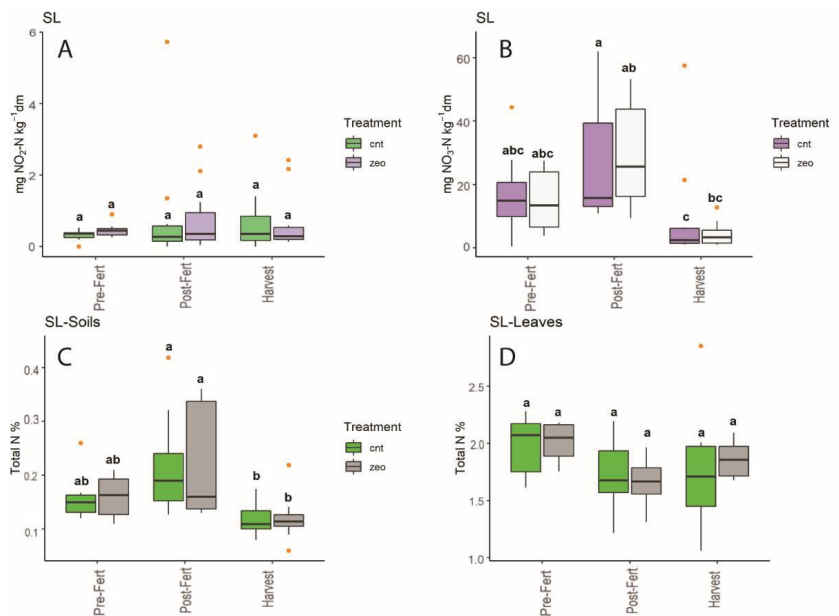 SL
A
mg NO₂-N kg⁻¹dm
6
4
2
0
a
a
a
a
a
a
Pre-Fert
Post-Fert
Harvest
Treatment
cnt
zeo
SL
B
mg NO₃-N kg⁻¹dm
60
40
20
0
abc
abc
a
ab
c
bc
Pre-Fert
Post-Fert
Harvest
Treatment
cnt
zeo
SL-Soils
C
Total N %
0.4
0.3
0.2
0.1
ab
ab
a
a
b
b
Pre-Fert
Post-Fert
Harvest
Treatment
cnt
zeo
SL-Leaves
D
Total N %
2.5
2.0
1.5
1.0
a
a
a
a
a
a
Pre-Fert
Post-Fert
Harvest
Treatment
cnt
zeo